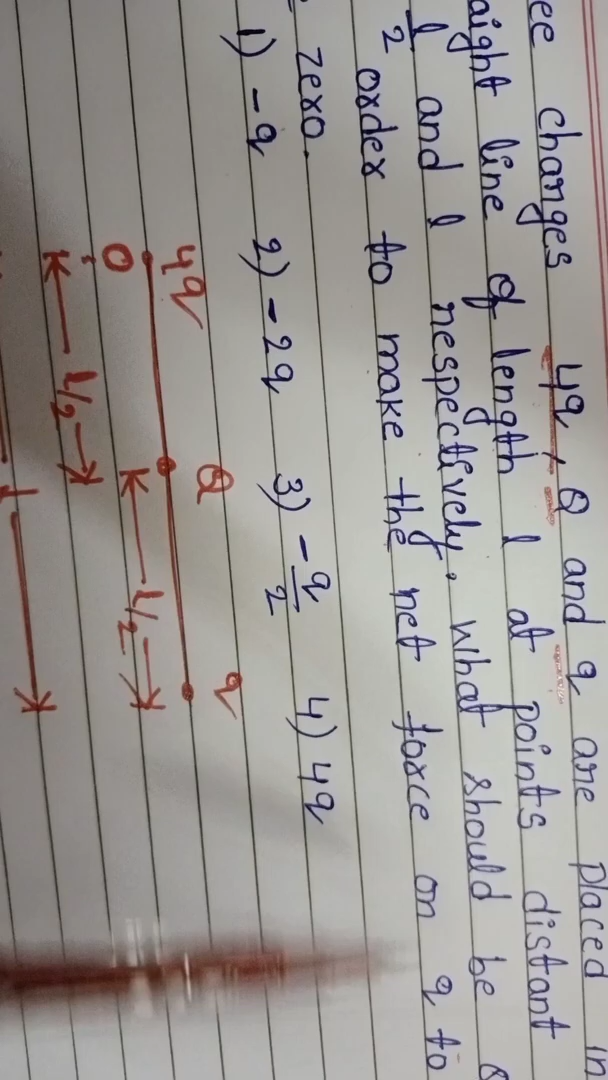 ee changes 4q, Q and q are placed in
aight line of length l at points distant
l/2 and l respectively. what should be
order to make the net force on q to
zero.
1) -q 2) -2q 3) -q/2 4) 4q
4q Q q
O
l/2 l/2
l